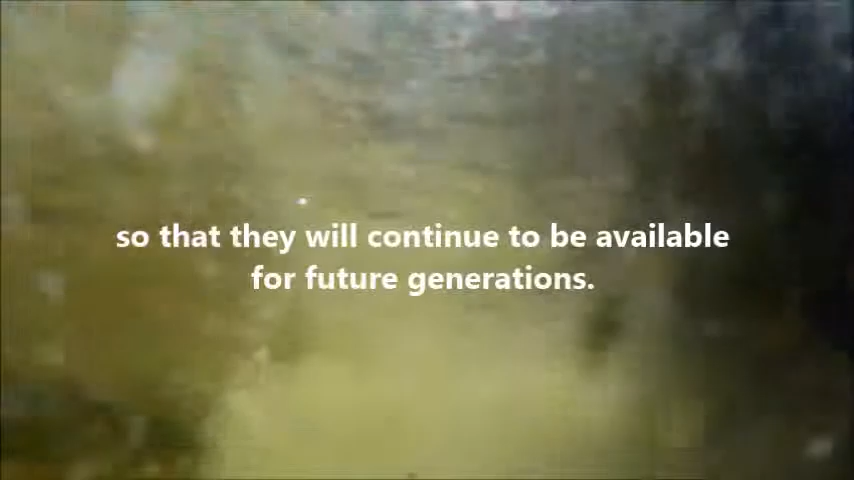 so that they will continue to be available
for future generations.